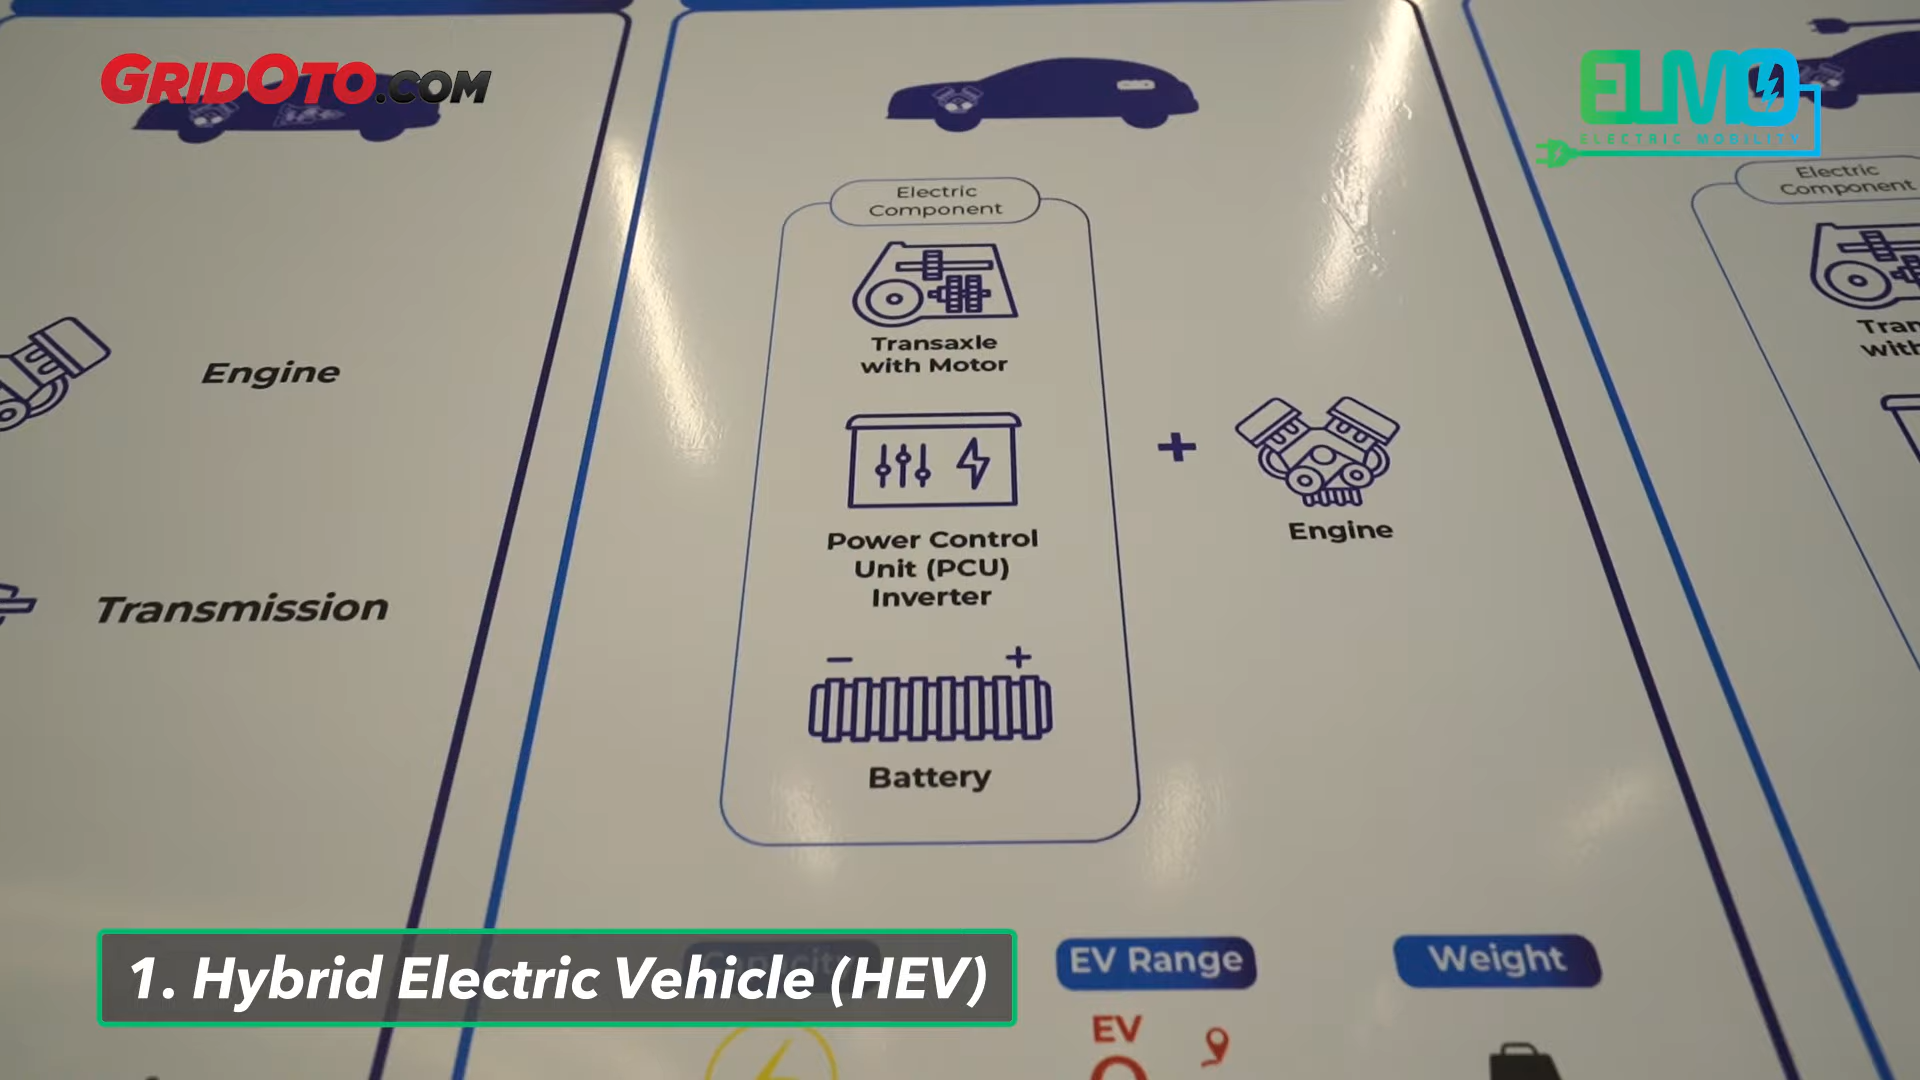 GRIDOTO.COM
ELMO
ELECTRIC MOBILITY
Electric
Component
Transaxle
with Motor
Power Control
Unit (PCU)
Inverter
Battery
+
Engine
Engine
Transmission
Electric
Component
1. Hybrid Electric Vehicle (HEV)
EV Range
Weight
EV